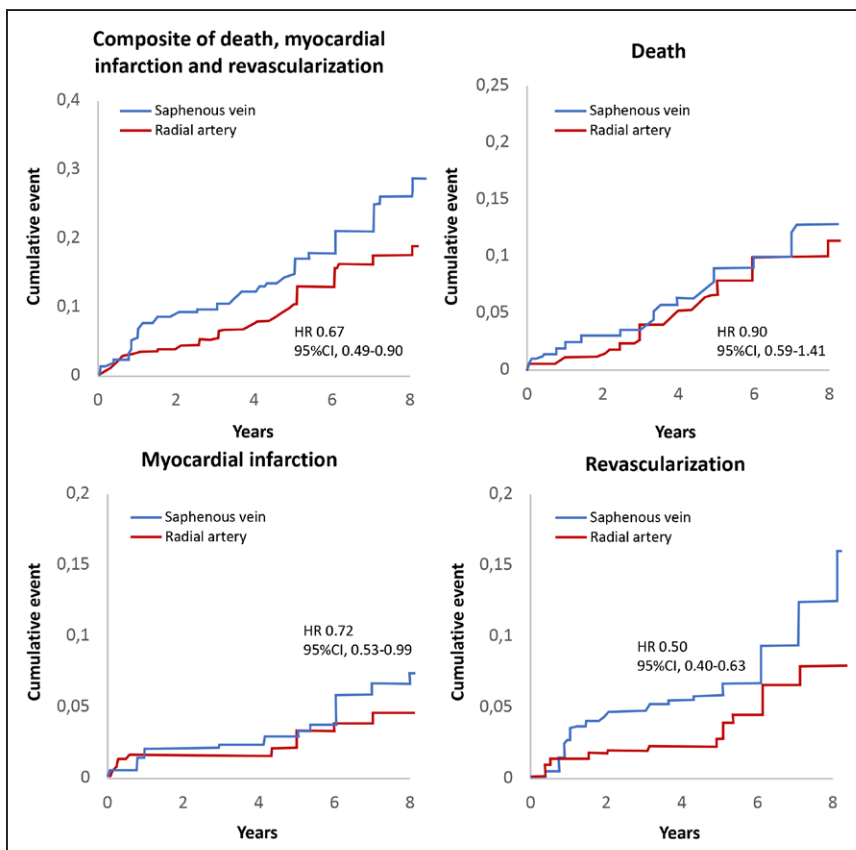 Composite of death, myocardial
infarction and revascularization
0,4
0,3
0,2
0,1
0
Cumulative event
Saphenous vein
Radial artery
HR 0.67
95%CI, 0.49-0.90
0 2 4 6 8
Years
Death
0,25
0,2
0,15
0,1
0,05
0
Cumulative event
Saphenous vein
Radial artery
HR 0.90
95%CI, 0.59-1.41
0 2 4 6 8
Years
Myocardial infarction
0,2
0,15
0,1
0,05
0
Cumulative event
Saphenous vein
Radial artery
HR 0.72
95%CI, 0.53-0.99
0 2 4 6 8
Years
Revascularization
0,2
0,15
0,1
0,05
0
Cumulative event
Saphenous vein
Radial artery
HR 0.50
95%CI, 0.40-0.63
0 2 4 6 8
Years